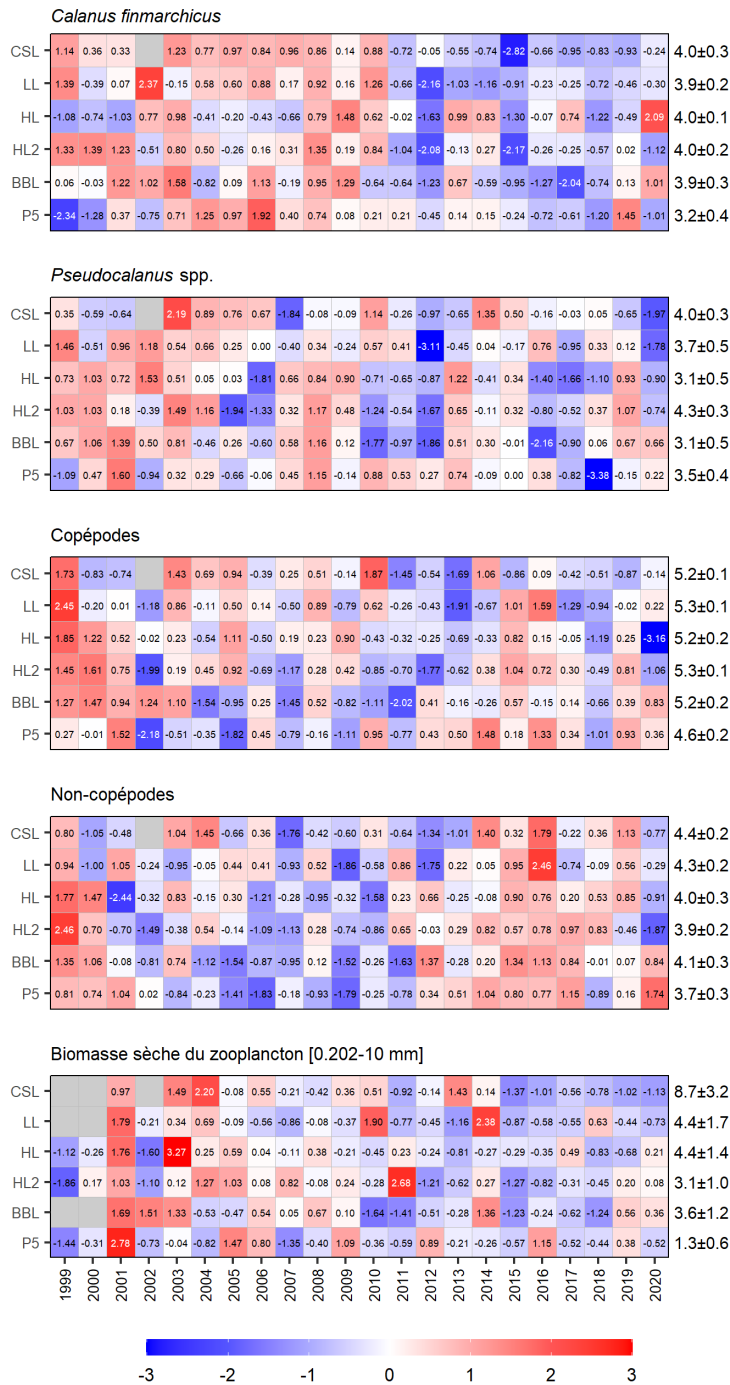 Calanus finmarchicus
CSL 1.14 0.36 0.33 1.23 0.77 0.97 0.84 0.96 0.86 0.14 0.88 -0.72 -0.05 -0.55 -0.74 -2.82 -0.66 -0.95 -0.83 -0.93 -0.24 4.0±0.3
LL 1.39 -0.39 0.07 2.37 -0.15 0.58 0.60 0.88 0.17 0.92 0.16 1.26 -0.66 -2.16 -1.03 -1.16 -0.91 -0.23 -0.25 -0.72 -0.46 -0.30 3.9±0.2
HL -1.08 -0.74 -1.03 0.77 0.98 -0.41 -0.20 -0.43 -0.66 0.79 1.48 0.62 -0.02 -1.63 0.99 0.83 -1.30 -0.07 0.74 -1.22 -0.49 2.09 4.0±0.1
HL2 1.33 1.39 1.23 -0.51 0.80 0.50 -0.26 0.16 0.31 1.35 0.19 0.84 -1.04 -2.08 -0.13 0.27 -2.17 -0.26 -0.25 -0.57 0.02 -1.12 4.0±0.2
BBL 0.06 -0.03 1.22 1.02 1.58 -0.82 0.09 1.13 -0.19 0.95 1.29 -0.64 -0.64 -1.23 0.67 -0.59 -0.95 -1.27 -2.04 -0.74 0.13 1.01 3.9±0.3
P5 -2.34 -1.28 0.37 -0.75 0.71 1.25 0.97 1.92 0.40 0.74 0.08 0.21 0.21 -0.45 0.14 0.15 -0.24 -0.72 -0.61 -1.20 1.45 -1.01 3.2±0.4
Pseudocalanus spp.
CSL 0.35 -0.59 -0.64 2.19 0.89 0.76 0.67 -1.84 -0.08 -0.09 1.14 -0.26 -0.97 -0.64 1.35 0.50 -0.16 -0.03 0.05 -0.65 -1.97 4.0±0.3
LL 1.46 -0.51 0.96 1.18 0.54 0.66 0.25 0.00 -0.40 0.34 -0.24 0.57 0.41 -3.11 -0.45 0.04 -0.17 0.76 -0.95 0.33 0.12 -1.78 3.7±0.5
HL 0.73 1.03 0.72 1.53 0.51 0.05 0.03 -1.81 0.66 0.84 0.90 -0.71 -0.65 -0.87 1.22 -0.41 0.34 -1.40 -1.66 -1.10 0.93 -0.90 3.1±0.5
HL2 1.03 1.03 0.18 -0.39 1.49 1.16 -1.94 -1.33 0.32 1.17 0.48 -1.24 -0.54 -1.67 0.65 -0.11 0.32 -0.80 -0.52 0.37 1.07 -0.74 4.3±0.3
BBL 0.67 1.06 1.39 0.50 0.81 -0.46 0.26 -0.60 0.58 1.16 0.12 -1.77 -0.97 -1.86 0.51 0.30 -0.01 -2.16 -0.90 0.06 0.67 0.66 3.1±0.5
P5 -1.09 0.47 1.60 -0.94 0.32 0.29 -0.66 -0.06 0.45 1.15 -0.14 0.88 0.53 0.27 0.74 -0.09 -0.00 0.38 -0.82 -3.38 -0.15 0.22 3.5±0.4
Copépodes
CSL 1.73 -0.83 -0.74 1.43 0.69 0.94 -0.39 0.25 0.51 -0.14 1.87 -1.45 -0.54 -1.69 1.06 -0.86 0.09 -0.42 -0.51 -0.87 -0.14 5.2±0.1
LL 2.45 -0.20 0.01 -1.18 0.86 -0.11 0.50 0.14 -0.50 0.89 -0.79 0.62 -0.26 -0.43 -1.91 -0.67 1.01 1.59 -1.29 -0.94 -0.02 0.22 5.3±0.1
HL 1.85 1.22 0.52 -0.02 0.23 -0.54 1.11 -0.50 0.19 0.23 0.90 -0.43 -0.32 -0.25 -0.69 -0.33 0.82 0.15 -0.05 -1.19 0.25 -3.16 5.2±0.2
HL2 1.45 1.61 0.75 -1.99 0.19 0.45 0.92 -0.69 -1.17 0.28 0.42 -0.85 -0.70 -1.77 -0.62 0.38 1.04 0.72 0.30 -0.49 0.81 -1.06 5.3±0.1
BBL 1.27 1.47 0.94 1.24 1.10 -1.54 -0.95 0.25 -1.45 0.52 -0.82 -1.11 -2.02 0.41 -0.16 -0.26 0.57 -0.15 0.14 -0.66 0.39 0.83 5.2±0.2
P5 0.27 -0.01 1.52 -2.18 -0.51 -0.35 -1.82 0.45 -0.79 -0.16 -1.11 0.95 -0.77 0.43 0.50 1.48 0.18 1.33 0.34 -1.01 0.93 0.36 4.6±0.2
Non-copépodes
CSL 0.80 -1.05 -0.48 1.04 1.45 -0.66 0.36 -1.76 -0.42 -0.60 0.31 -0.64 -1.34 -1.01 1.40 0.32 1.79 -0.22 0.36 1.13 -0.77 4.4±0.2
LL 0.94 -1.00 1.05 -0.24 -0.95 -0.05 0.44 0.41 -0.93 0.52 -1.86 -0.58 0.86 -1.75 0.22 0.05 0.95 2.46 -0.74 -0.09 0.56 -0.29 4.3±0.2
HL 1.77 1.47 -2.44 -0.32 0.83 -0.15 0.30 -1.21 -0.28 -0.95 -0.32 -1.58 0.23 0.66 -0.25 -0.08 0.90 0.76 0.20 0.53 0.85 -0.91 4.0±0.3
HL2 2.46 0.70 -0.70 -1.49 -0.38 0.54 -0.14 -1.09 -1.13 0.28 -0.74 -0.86 0.65 -0.03 0.29 0.82 0.57 0.78 0.97 0.83 -0.46 -1.87 3.9±0.2
BBL 1.35 1.06 -0.08 -0.81 0.74 -1.12 -1.54 -0.87 -0.95 0.12 -1.52 -0.26 -1.63 1.37 -0.28 0.20 1.34 1.13 0.84 -0.01 0.07 0.84 4.1±0.3
P5 0.81 0.74 1.04 0.02 -0.84 -0.23 -1.41 -1.83 -0.18 -0.93 -1.79 -0.25 -0.78 0.34 0.51 1.04 0.80 0.77 1.15 -0.89 0.16 1.74 3.7±0.3
Biomasse sèche du zooplancton [0.202-10 mm]
CSL 0.97 1.49 2.20 -0.08 0.55 -0.21 -0.42 0.36 0.51 -0.92 -0.14 1.43 0.14 -1.37 -1.01 -0.56 -0.78 -1.02 -1.13 8.7±3.2
LL 1.79 -0.21 0.34 0.69 -0.09 -0.56 -0.86 -0.08 -0.37 1.90 -0.77 -0.45 -1.16 2.38 -0.87 -0.58 -0.55 0.63 -0.44 -0.73 4.4±1.7
HL -1.12 -0.26 1.76 -1.60 3.27 0.25 0.59 0.04 -0.11 0.38 -0.21 -0.45 0.23 -0.24 -0.81 -0.27 -0.29 -0.35 0.49 -0.83 -0.68 0.21 4.4±1.4
HL2 -1.86 0.17 1.03 -1.10 0.12 1.27 1.03 0.08 0.82 -0.08 0.24 -0.28 2.68 -1.21 -0.62 0.27 -1.27 -0.82 -0.31 -0.45 0.20 0.08 3.1±1.0
BBL 1.69 1.51 1.33 -0.53 -0.47 0.54 0.05 0.67 0.10 -1.64 -1.41 -0.51 -0.28 1.36 -0.23 -0.68 -0.24 -1.24 0.56 0.36 3.6±1.2
P5 -1.44 -0.31 2.78 -0.73 -0.04 -0.82 1.47 0.80 -1.35 -0.40 1.09 -0.36 -0.59 0.89 -0.21 -0.26 -0.57 1.15 -0.52 -0.44 0.38 -0.52 1.3±0.6
1999 2000 2001 2002 2003 2004 2005 2006 2007 2008 2009 2010 2011 2012 2013 2014 2015 2016 2017 2018 2019 2020
-3 -2 -1 0 1 2 3